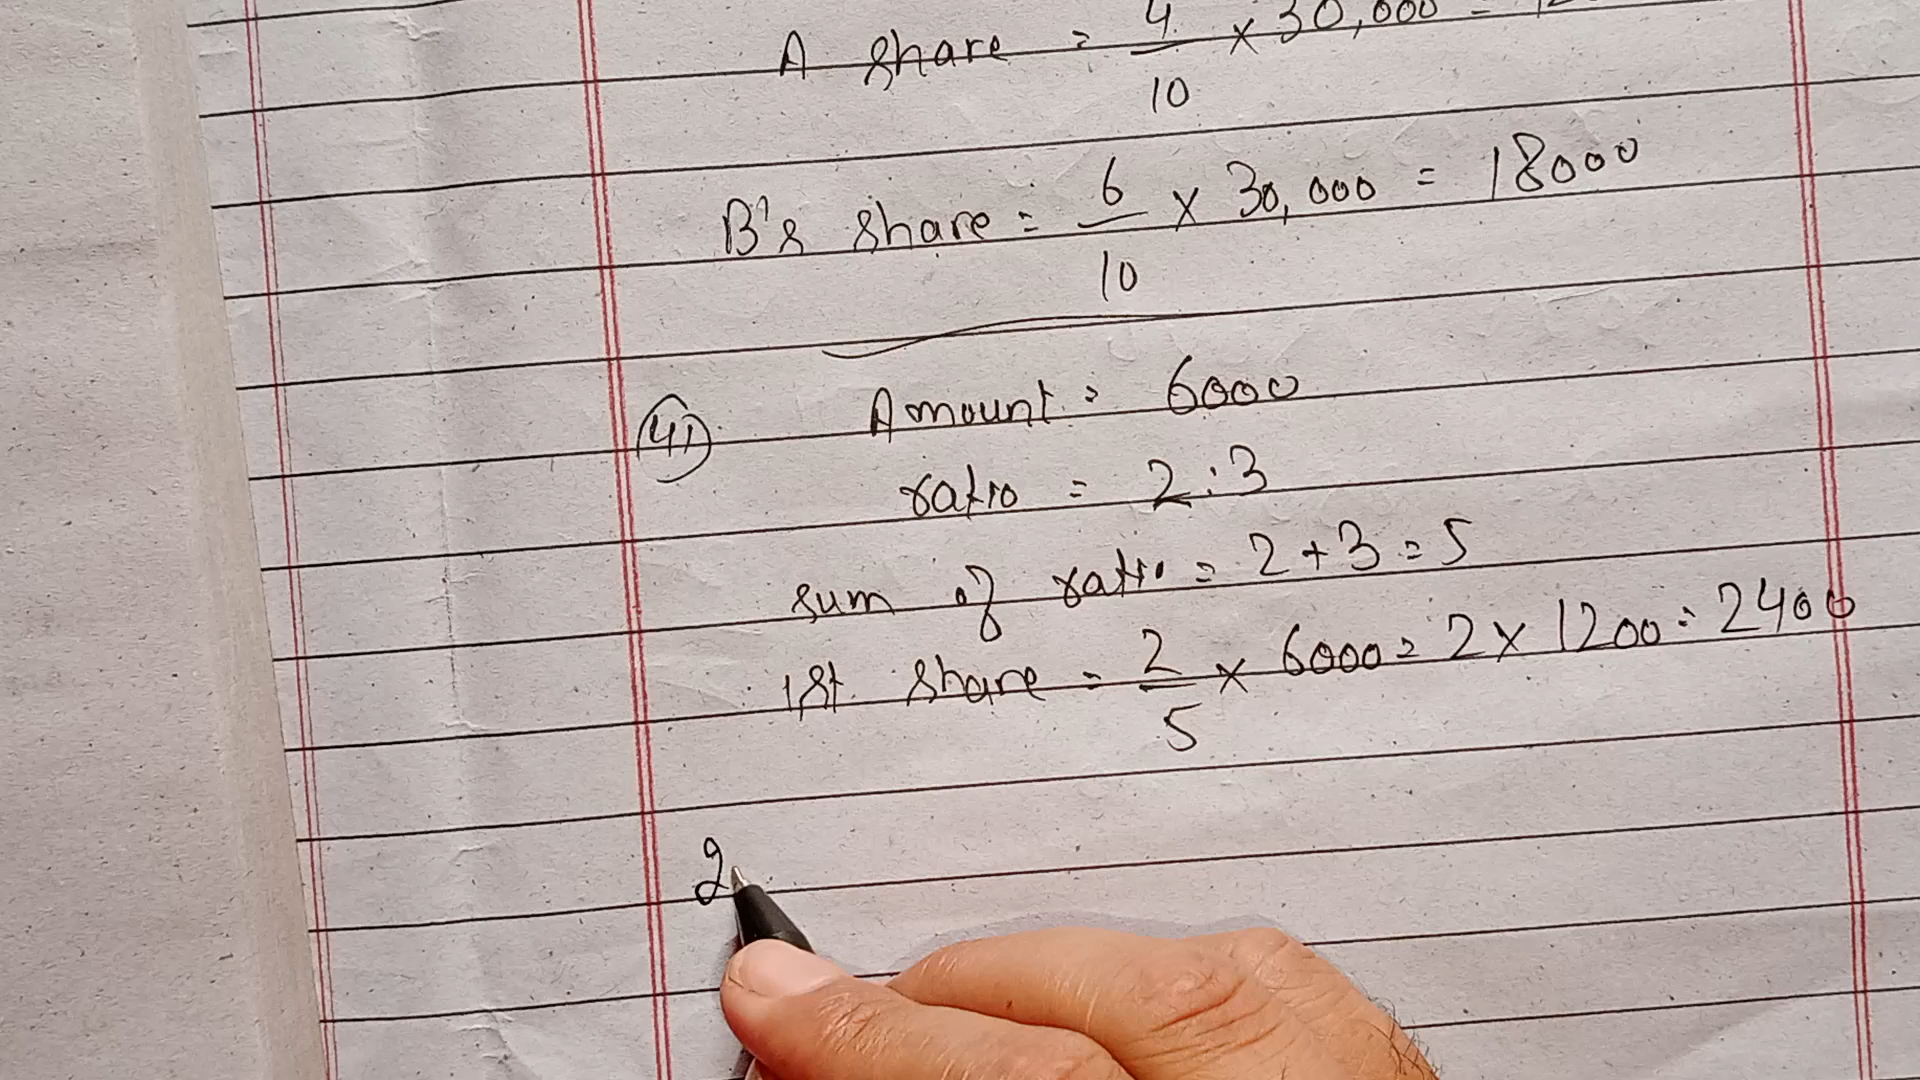 A share = 4/10 × 30,000 =
B's share = 6/10 × 30,000 = 18000
(41) Amount = 6000
ratio = 2:3
sum of ratio = 2+3 = 5
1st share = 2/5 × 6000 = 2 × 1200 = 2400
2